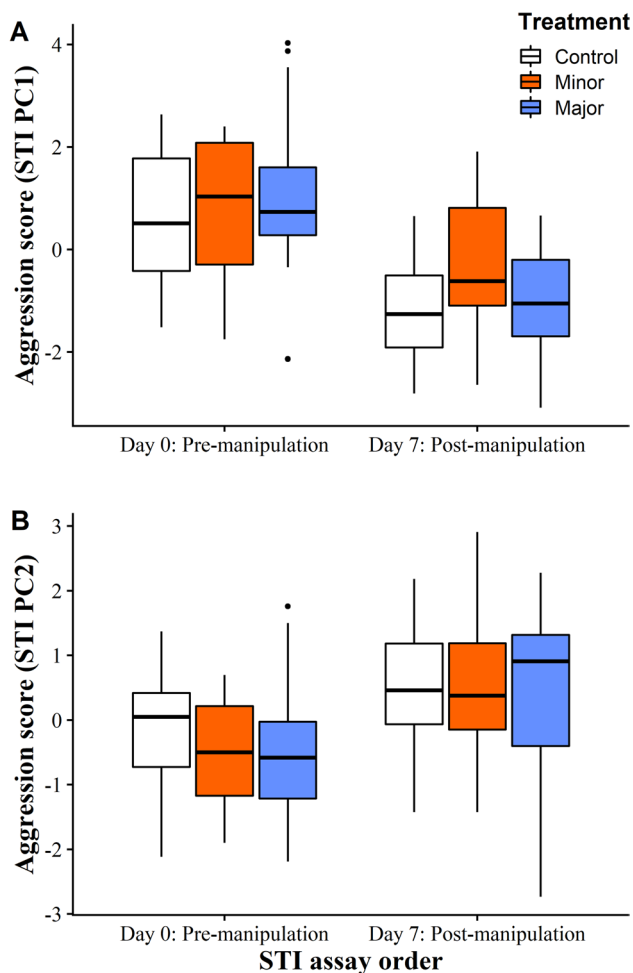 A
Treatment
Control
Minor
Major
Aggression score (STI PC1)
4
2
0
-2
Day 0: Pre-manipulation Day 7: Post-manipulation
B
Aggression score (STI PC2)
3
2
1
0
-1
-2
-3
Day 0: Pre-manipulation Day 7: Post-manipulation
STI assay order